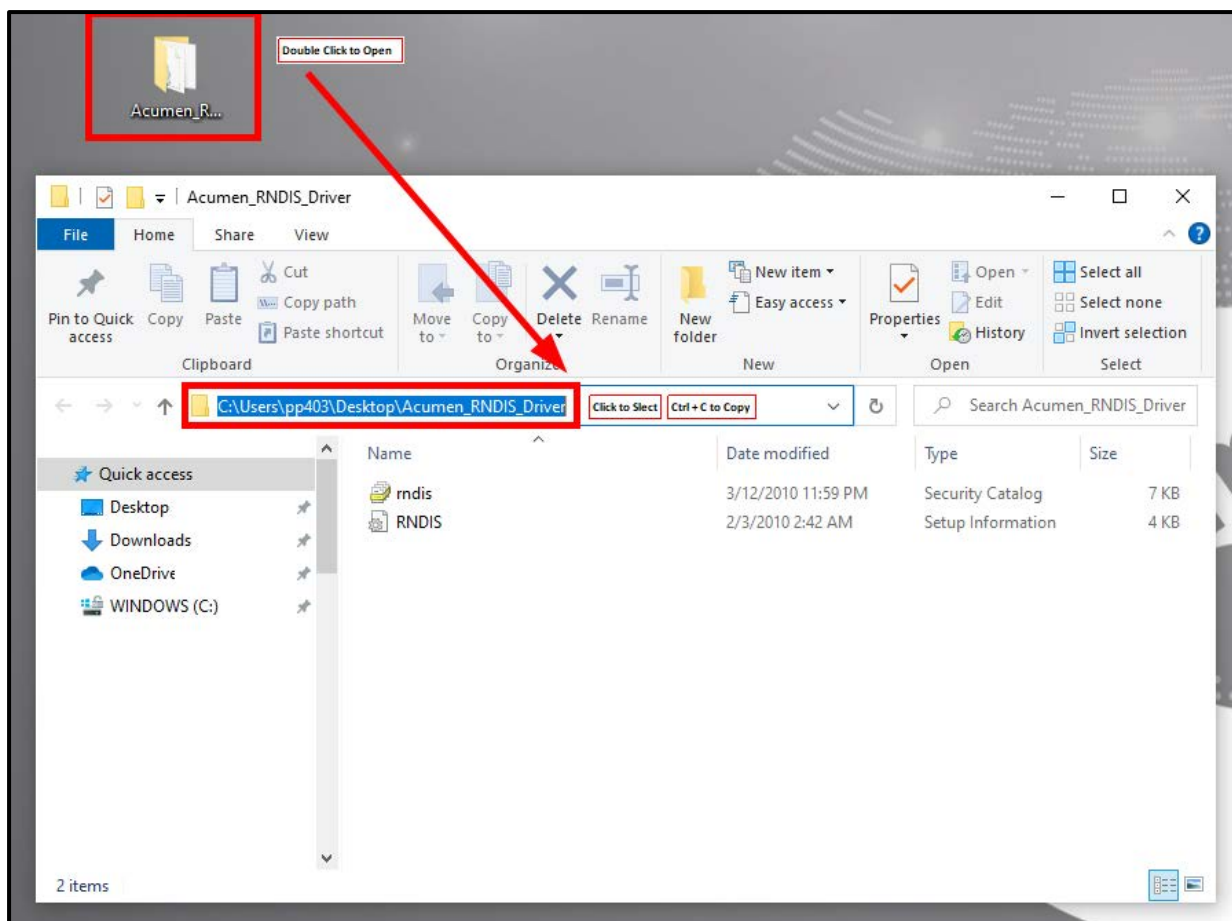 Double Click to Open
Acumen_R...
Acumen_RNDIS_Driver
File Home Share View
Pin to Quick access
Copy
Paste
Cut
Copy path
Paste shortcut
Clipboard
Move to
Copy to
Delete
Rename
Organize
New folder
New item
Easy access
New
Properties
Open
Edit
History
Open
Select all
Select none
Invert selection
Select
C:\Users\pp403\Desktop\Acumen_RNDIS_Driver
Click to Slect
Ctrl + C to Copy
Search Acumen_RNDIS_Driver
Quick access
Desktop
Downloads
OneDrive
WINDOWS (C:)
Name Date modified Type Size
rndis 3/12/2010 11:59 PM Security Catalog 7 KB
RNDIS 2/3/2010 2:42 AM Setup Information 4 KB
2 items